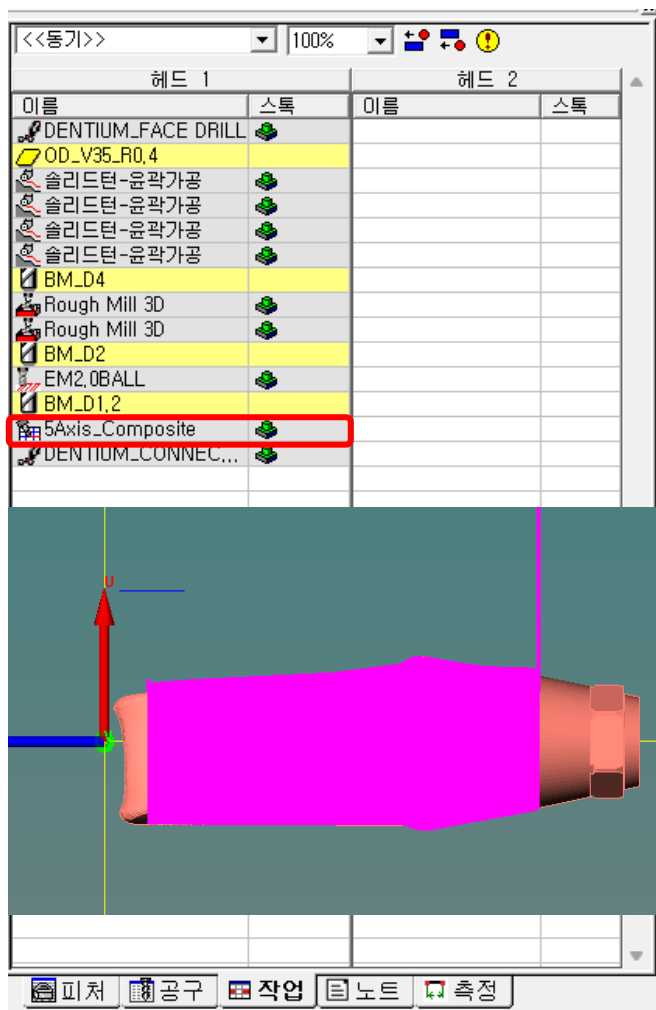 <<동기>> 100%
헤드 1 헤드 2
이름 스톡 이름 스톡
DENTIUM_FACE DRILL
OD_V35_R0,4
솔리드턴-윤곽가공
솔리드턴-윤곽가공
솔리드턴-윤곽가공
솔리드턴-윤곽가공
BM_D4
Rough Mill 3D
Rough Mill 3D
BM_D2
EM2,0BALL
BM_D1,2
5Axis_Composite
DENTIUM_CONNEC,,,
U
피처 공구 작업 노트 측정